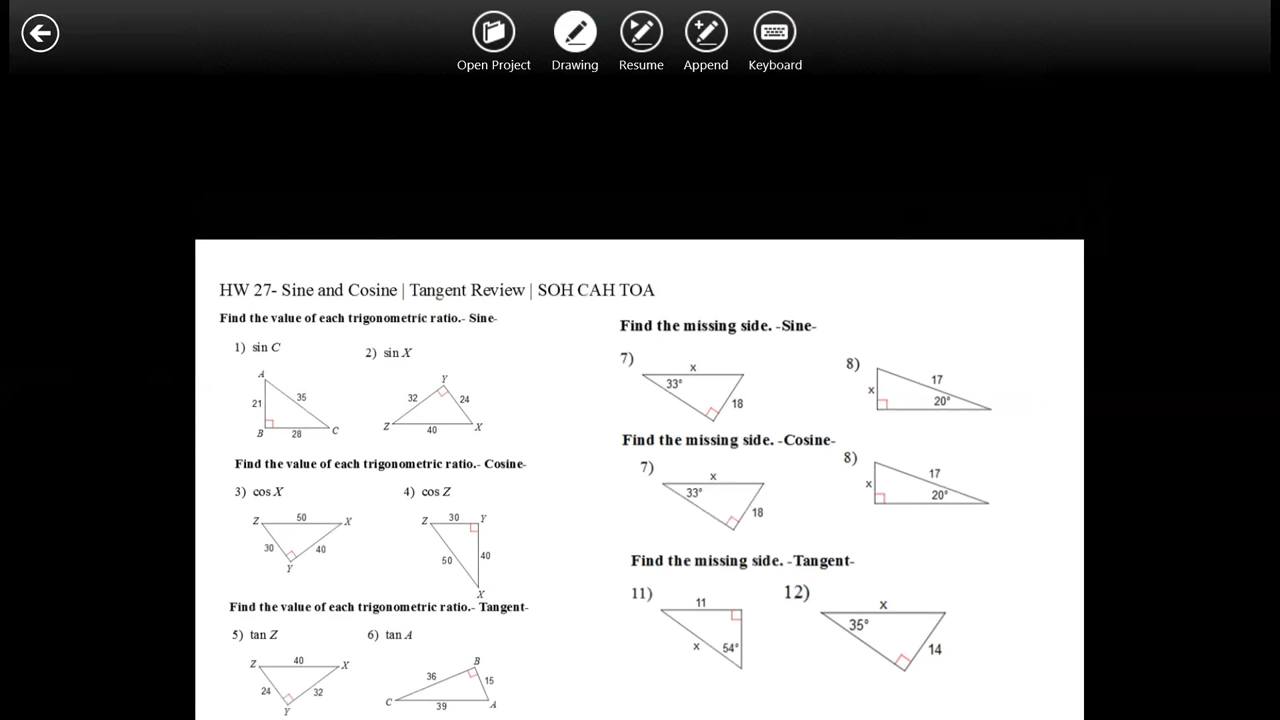 Open Project
Drawing
Resume
Append
Keyboard
HW 27- Sine and Cosine | Tangent Review | SOH CAH TOA
Find the value of each trigonometric ratio.- Sine-
1) sin C
2) sin X
A
35
21
B
28
C
Y
32
24
Z
40
X
Find the value of each trigonometric ratio.- Cosine-
3) cos X
4) cos Z
Z
50
X
30
40
Y
Z
30
Y
50
40
X
Find the value of each trigonometric ratio.- Tangent-
5) tan Z
6) tan A
Z
40
X
24
32
Y
B
36
15
C
39
A
Find the missing side. -Sine-
7)
x
33°
18
8)
17
x
20°
Find the missing side. -Cosine-
7)
x
33°
18
8)
17
x
20°
Find the missing side. -Tangent-
11)
11
x
54°
12)
x
35°
14